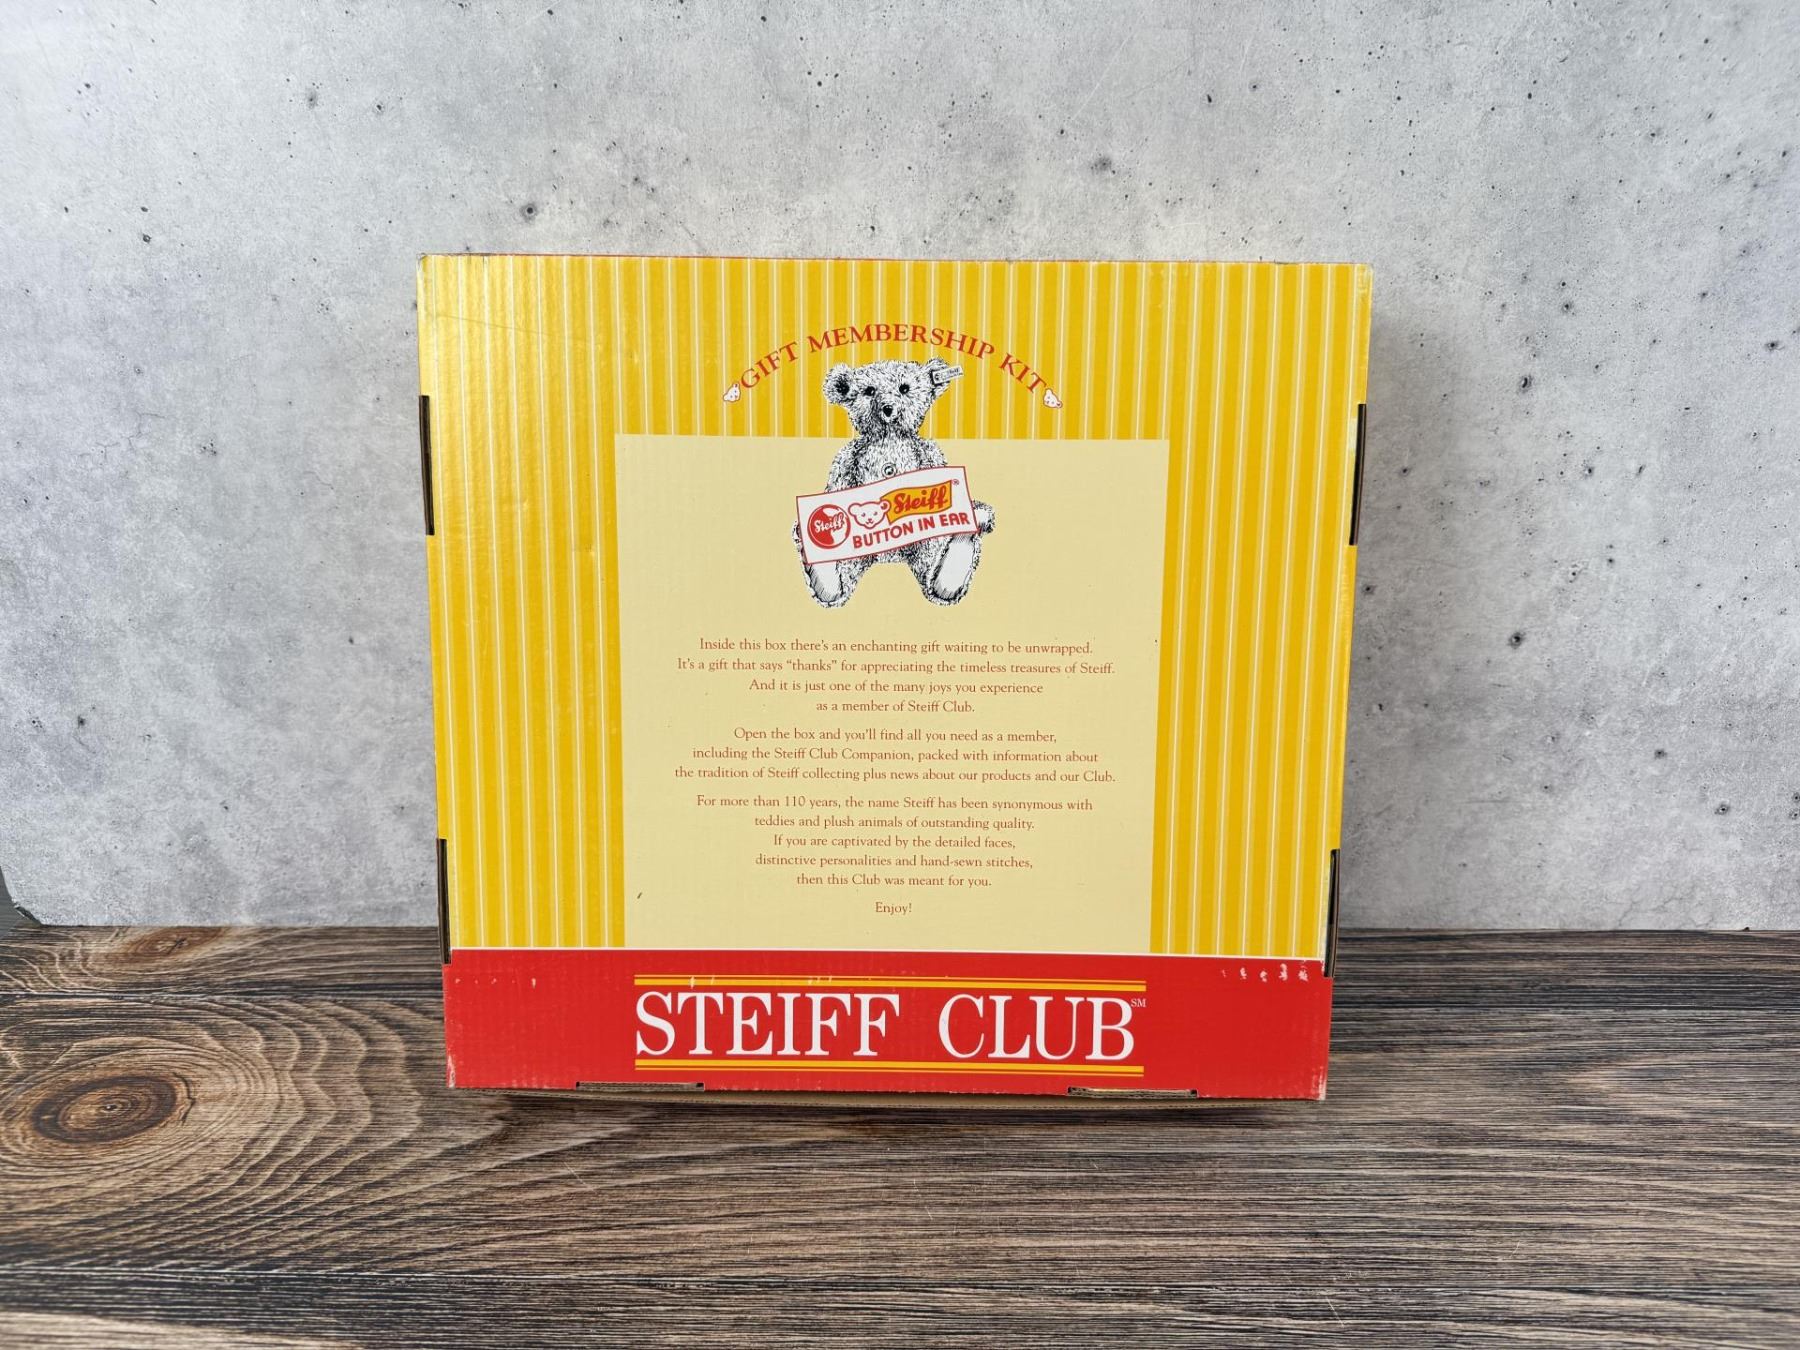 GIFT MEMBERSHIP KIT
Steiff
Steiff®
BUTTON IN EAR
Inside this box there's an enchanting gift waiting to be unwrapped.
It's a gift that says “thanks” for appreciating the timeless treasures of Steiff.
And it is just one of the many joys you experience
as a member of Steiff Club.
Open the box and you'll find all you need as a member,
including the Steiff Club Companion, packed with information about
the tradition of Steiff collecting plus news about our products and our Club.
For more than 110 years, the name Steiff has been synonymous with
teddies and plush animals of outstanding quality.
If you are captivated by the detailed faces,
distinctive personalities and hand-sewn stitches,
then this Club was meant for you.
Enjoy!
STEIFF CLUB SM